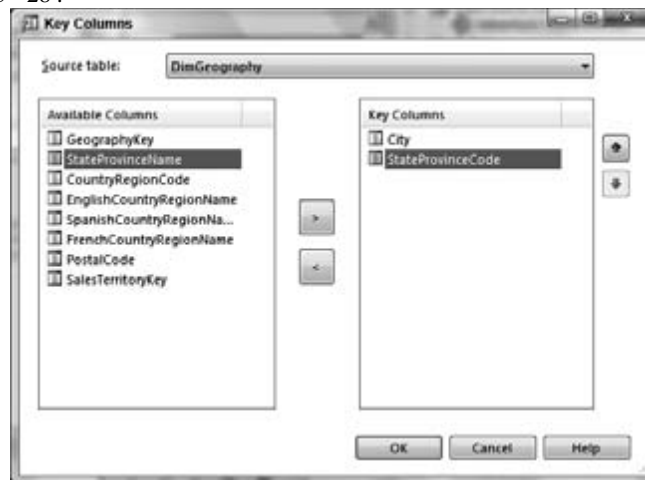 Key Columns
Source table: DimGeography
Available Columns
GeographyKey
StateProvinceName
CountryRegionCode
EnglishCountryRegionName
SpanishCountryRegionNa...
FrenchCountryRegionName
PostalCode
SalesTerritoryKey
>
<
Key Columns
City
StateProvinceCode
OK Cancel Help